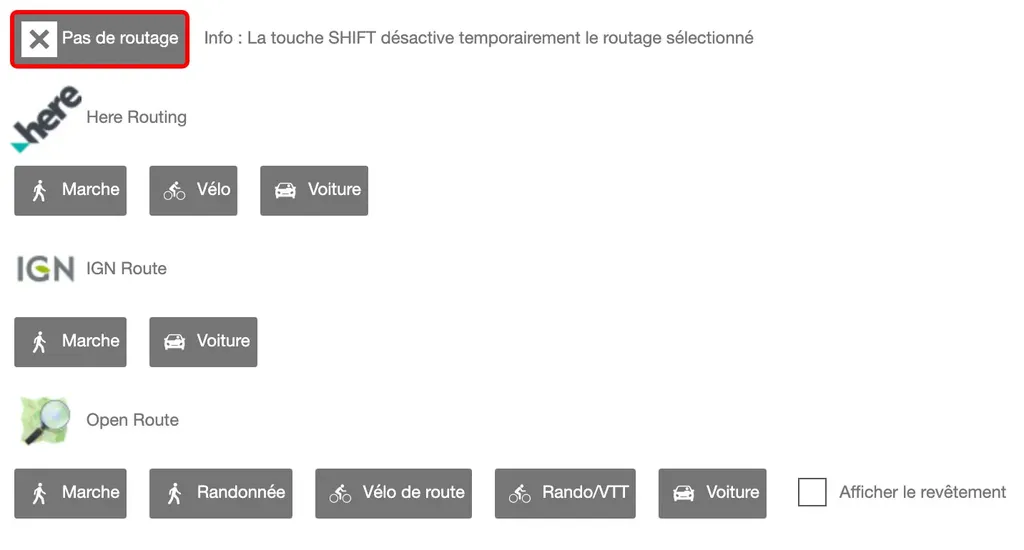 Pas de routage Info : La touche SHIFT désactive temporairement le routage sélectionné
here Here Routing
Marche Vélo Voiture
IGN IGN Route
Marche Voiture
Open Route
Marche Randonnée Vélo de route Rando/VTT Voiture Afficher le revêtement